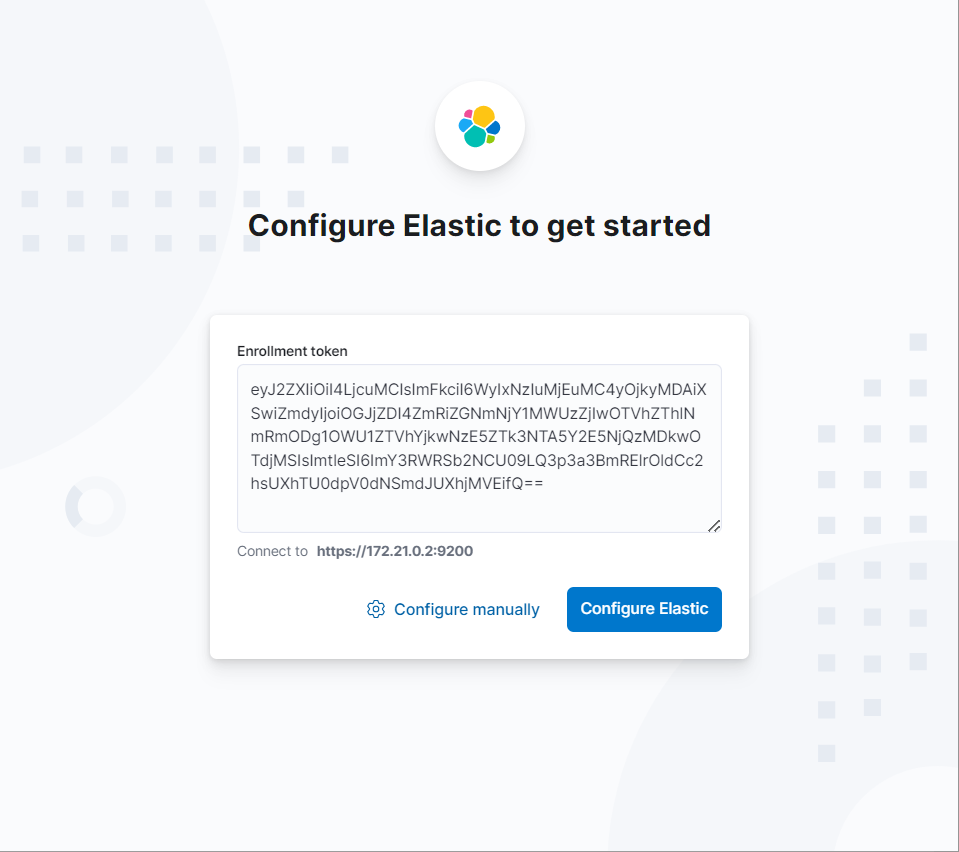 Configure Elastic to get started
Enrollment token
eyJ2ZXIiOiI4LjcuMCIsImFkciI6WyIxNzIuMjEuMC4yOjkyMDAiX
SwiZmdyIjoiOGJjZDI4ZmRiZGNmNjY1MWUzZjIwOTVhZThlN
mRmODg1OWU1ZTVhYjkwNzE5ZTk3NTA5Y2E5NjQzMDkwO
TdjMSIsImtleSI6ImY3RWRSb2NCU09LQ3p3a3BmRElrOldCc2
hsUXhTU0dpV0dNSmdJUXhjMVEifQ==
Connect to https://172.21.0.2:9200
Configure manually
Configure Elastic